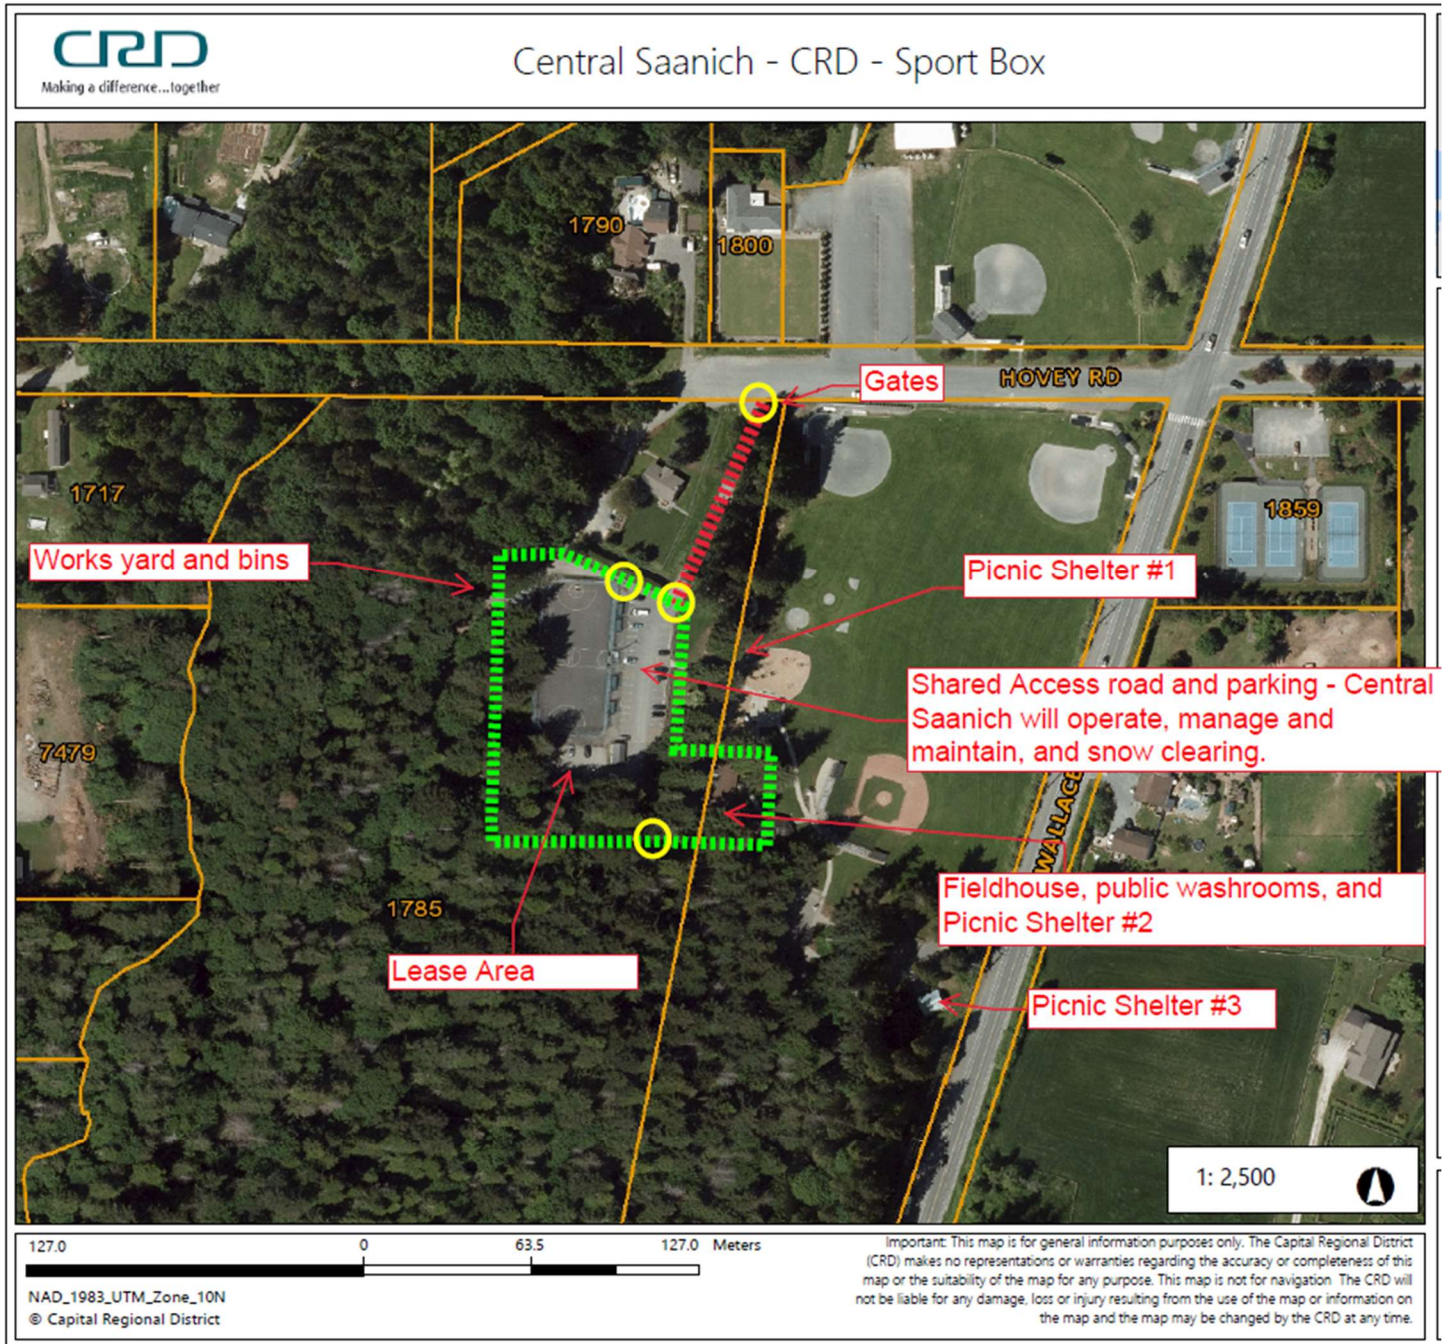 CRD
Making a difference...together
Central Saanich - CRD - Sport Box
1790
1800
Gates
HOVEY RD
1717
1859
Works yard and bins
Picnic Shelter #1
Shared Access road and parking - Central
Saanich will operate, manage and
maintain, and snow clearing.
7479
WALLACE
Fieldhouse, public washrooms, and
Picnic Shelter #2
1785
Lease Area
Picnic Shelter #3
1: 2,500
127.0 0 63.5 127.0 Meters
NAD_1983_UTM_Zone_10N
© Capital Regional District
Important: This map is for general information purposes only. The Capital Regional District
(CRD) makes no representations or warranties regarding the accuracy or completeness of this
map or the suitability of the map for any purpose. This map is not for navigation The CRD will
not be liable for any damage, loss or injury resulting from the use of the map or information on
the map and the map may be changed by the CRD at any time.